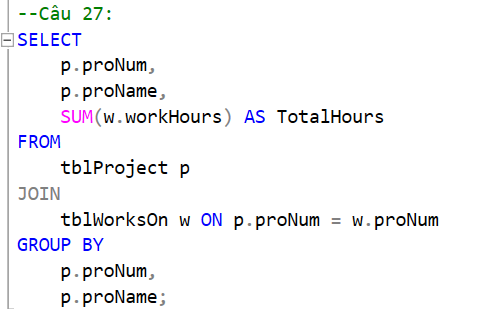 --Câu 27:
SELECT
p.proNum,
p.proName,
SUM(w.workHours) AS TotalHours
FROM
tblProject p
JOIN
tblWorksOn w ON p.proNum = w.proNum
GROUP BY
p.proNum,
p.proName;